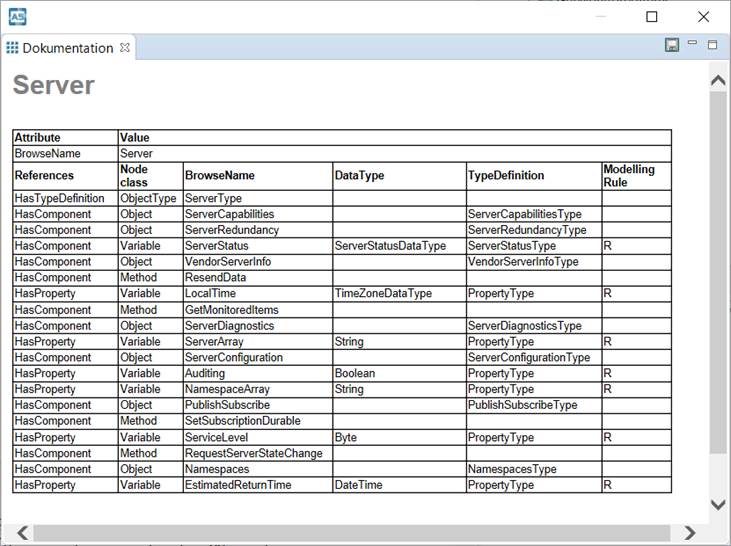 AS
Dokumentation
Server
Attribute Value
BrowseName Server
References Node class BrowseName DataType TypeDefinition Modelling Rule
HasTypeDefinition ObjectType ServerType
HasComponent Object ServerCapabilities ServerCapabilitiesType
HasComponent Object ServerRedundancy ServerRedundancyType
HasComponent Variable ServerStatus ServerStatusDataType ServerStatusType R
HasComponent Object VendorServerInfo VendorServerInfoType
HasComponent Method ResendData
HasProperty Variable LocalTime TimeZoneDataType PropertyType R
HasComponent Method GetMonitoredItems
HasComponent Object ServerDiagnostics ServerDiagnosticsType
HasProperty Variable ServerArray String PropertyType R
HasComponent Object ServerConfiguration ServerConfigurationType
HasProperty Variable Auditing Boolean PropertyType R
HasProperty Variable NamespaceArray String PropertyType R
HasComponent Object PublishSubscribe PublishSubscribeType
HasComponent Method SetSubscriptionDurable
HasProperty Variable ServiceLevel Byte PropertyType R
HasComponent Method RequestServerStateChange
HasComponent Object Namespaces NamespacesType
HasProperty Variable EstimatedReturnTime DateTime PropertyType R